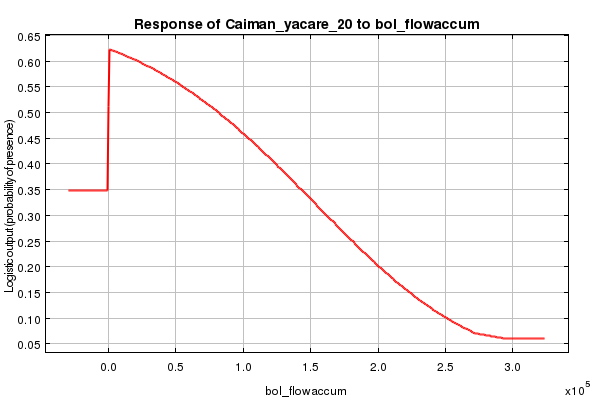 Response of Caiman_yacare_20 to bol_flowaccum
Logistic output (probability of presence)
0.65
0.60
0.55
0.50
0.45
0.40
0.35
0.30
0.25
0.20
0.15
0.10
0.05
0.0 0.5 1.0 1.5 2.0 2.5 3.0
bol_flowaccum
x10^5